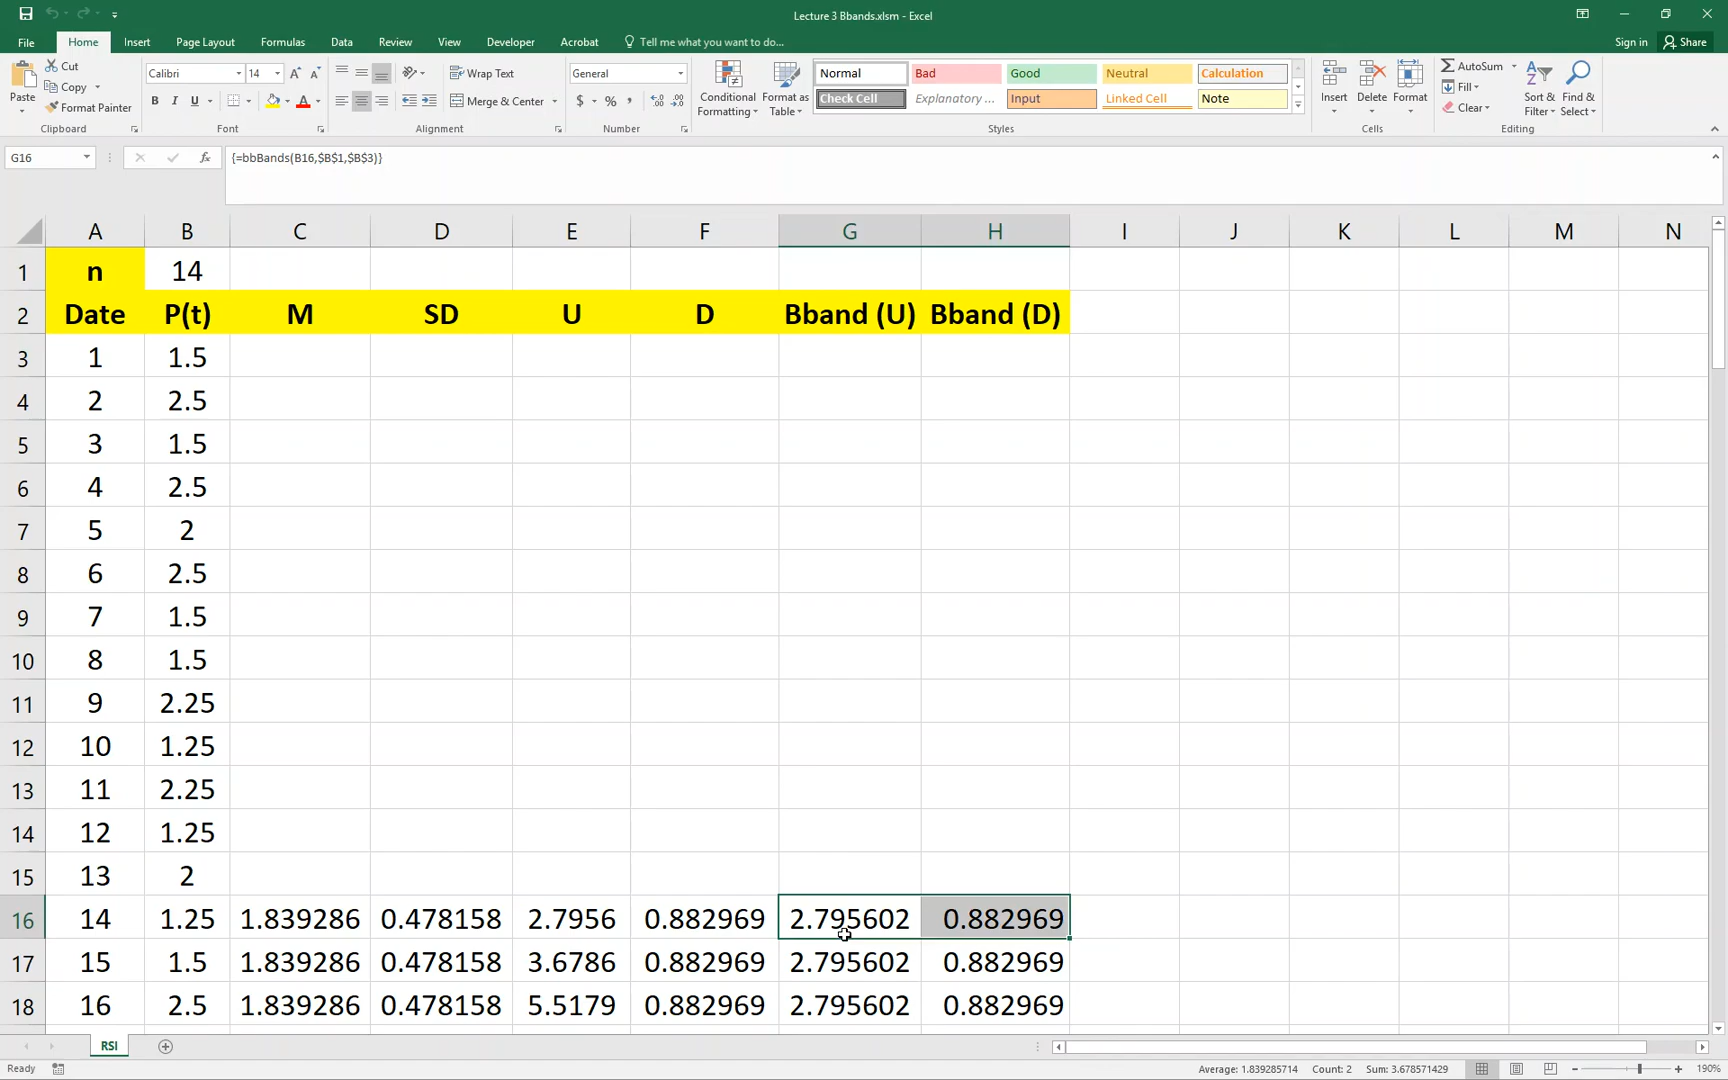 Lecture 3 Bbands.xlsm - Excel
File Home Insert Page Layout Formulas Data Review View Developer Acrobat Tell me what you want to do... Sign in Share
Paste
Cut
Copy
Format Painter
Clipboard
Calibri 14
B I U
Font
Wrap Text
Merge & Center
Alignment
General
$ % ,
Number
Conditional Formatting
Format as Table
Normal Bad Good Neutral Calculation
Check Cell Explanatory ... Input Linked Cell Note
Styles
Insert Delete Format
Cells
AutoSum
Fill
Clear
Sort & Filter
Find & Select
Editing
G16 fx {=bbBands(B16,$B$1,$B$3)}
A B C D E F G H I J K L M N
1 n 14
2 Date P(t) M SD U D Bband (U) Bband (D)
3 1 1.5
4 2 2.5
5 3 1.5
6 4 2.5
7 5 2
8 6 2.5
9 7 1.5
10 8 1.5
11 9 2.25
12 10 1.25
13 11 2.25
14 12 1.25
15 13 2
16 14 1.25 1.839286 0.478158 2.7956 0.882969 2.795602 0.882969
17 15 1.5 1.839286 0.478158 3.6786 0.882969 2.795602 0.882969
18 16 2.5 1.839286 0.478158 5.5179 0.882969 2.795602 0.882969
RSI
Ready Average: 1.839285714 Count: 2 Sum: 3.678571429 190%